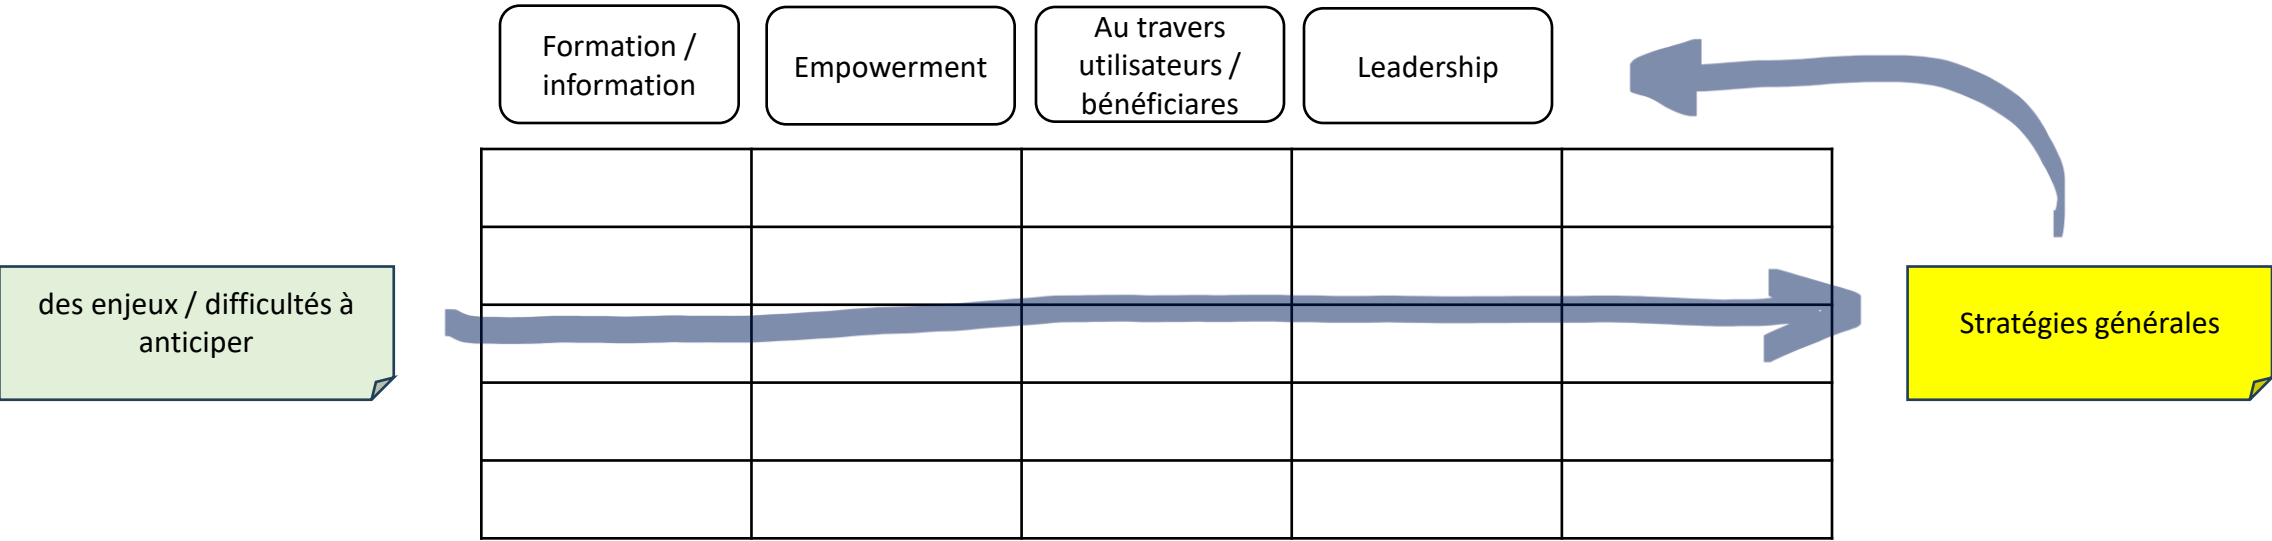 Formation /
information
Empowerment
Au travers
utilisateurs /
bénéficiares
Leadership
des enjeux / difficultés à
anticiper
Stratégies générales